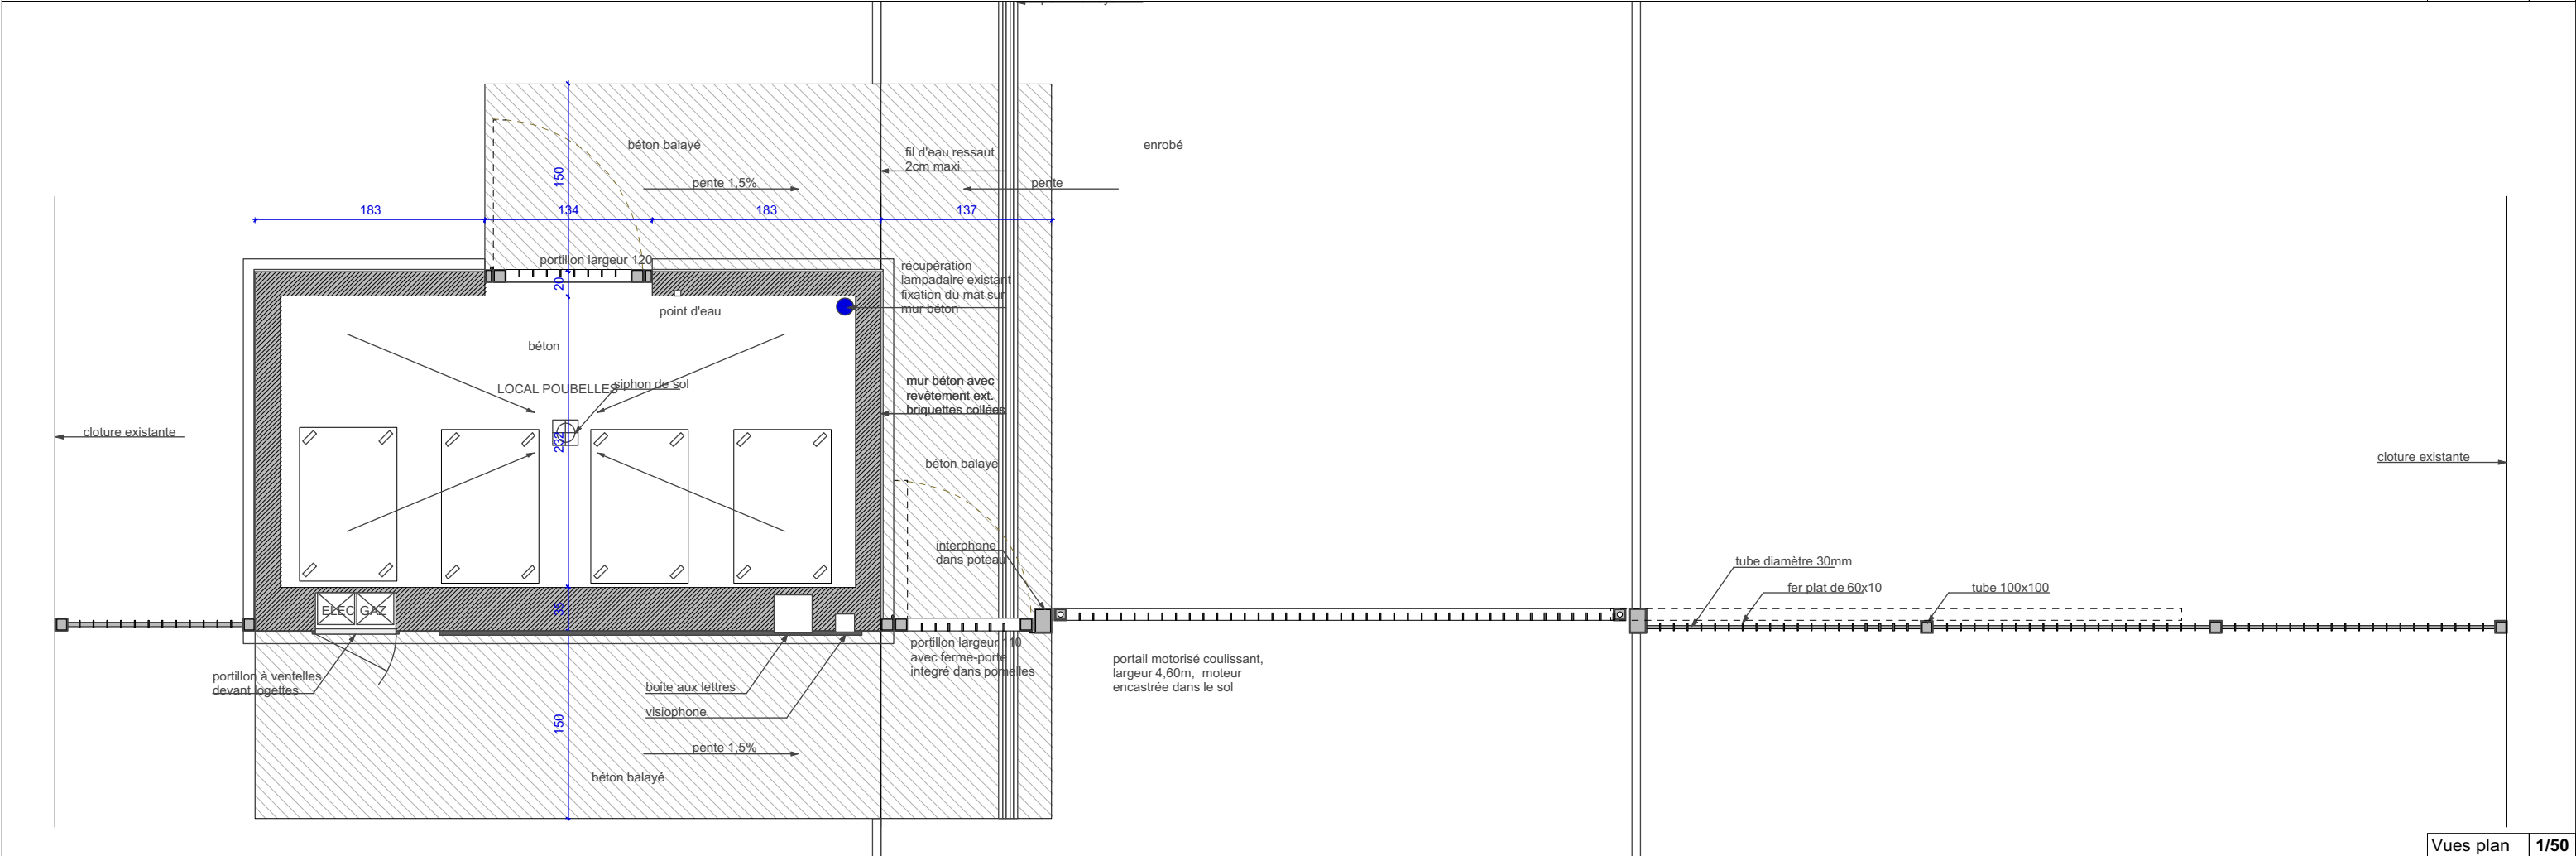 béton balayé
enrobé
fil d'eau ressaut
2cm maxi
150
pente 1,5%
pente
183
134
183
137
portillon largeur 120
20
récupération
lampadaire existant
fixation du mat sur
mur béton
point d'eau
béton
LOCAL POUBELLES
siphon de sol
mur béton avec
revêtement ext.
briquettes collées
cloture existante
232
béton balayé
cloture existante
interphone
dans poteau
tube diamètre 30mm
fer plat de 60x10
tube 100x100
ELEC
GAZ
35
portillon largeur 110
avec ferme-porte
integré dans pomelles
portail motorisé coulissant,
largeur 4,60m, moteur
encastrée dans le sol
portillon à ventelles
devant logettes
boite aux lettres
visiophone
150
pente 1,5%
béton balayé
Vues plan
1/50